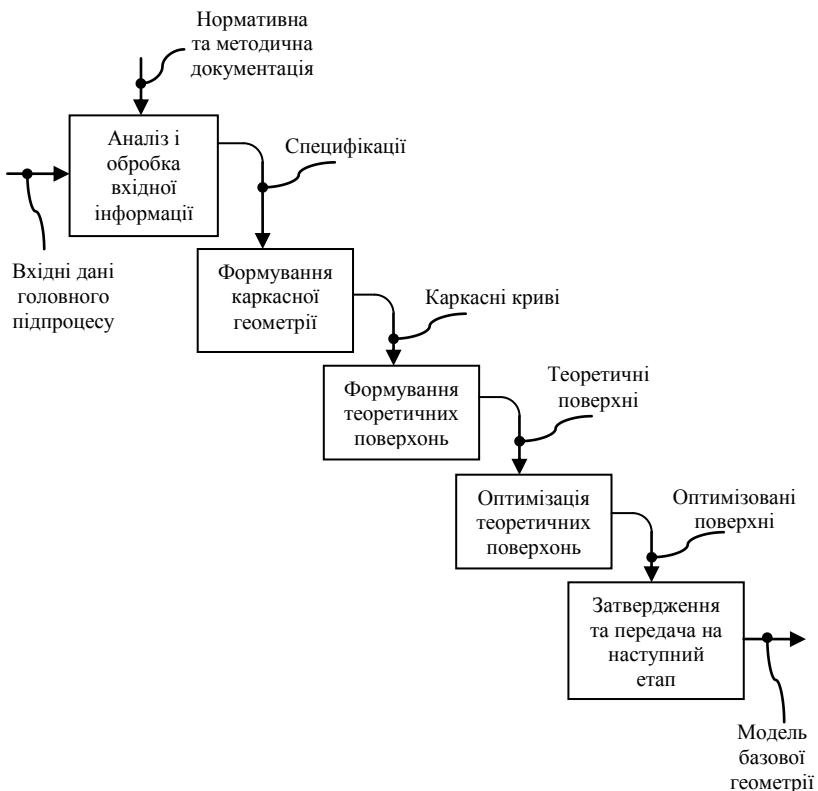 Нормативна
та методична
документація
Аналіз і
обробка
вхідної
інформації
Специфікації
Вхідні дані
головного
підпроцесу
Формування
каркасної
геометрії
Каркасні криві
Формування
теоретичних
поверхонь
Теоретичні
поверхні
Оптимізація
теоретичних
поверхонь
Оптимізовані
поверхні
Затвердження
та передача на
наступний
етап
Модель
базової
геометрії